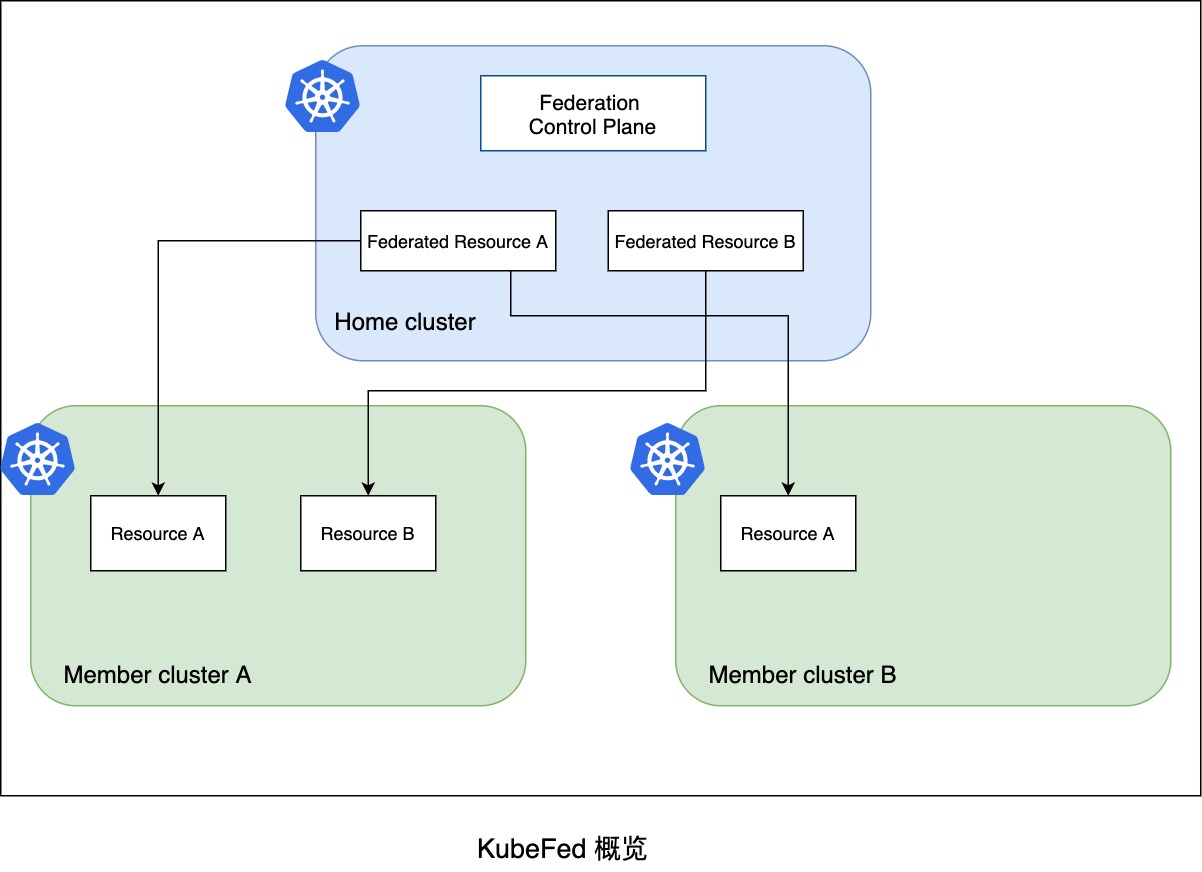 Federation
Control Plane
Federated Resource A
Federated Resource B
Home cluster
Resource A
Resource B
Resource A
Member cluster A
Member cluster B
KubeFed 概览